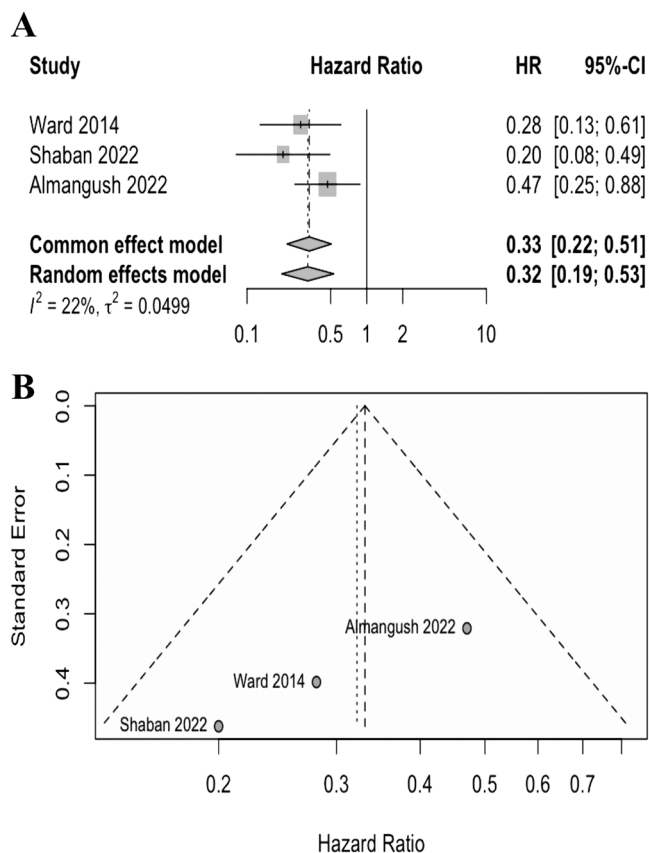 A
Study Hazard Ratio HR 95%-CI
Ward 2014 0.28 [0.13; 0.61]
Shaban 2022 0.20 [0.08; 0.49]
Almangush 2022 0.47 [0.25; 0.88]
Common effect model 0.33 [0.22; 0.51]
Random effects model 0.32 [0.19; 0.53]
I² = 22%, τ² = 0.0499
0.1 0.5 1 2 10
B
0.0
0.1
0.2
0.3
0.4
Standard Error
Almangush 2022
Ward 2014
Shaban 2022
0.2 0.3 0.4 0.5 0.6 0.7
Hazard Ratio